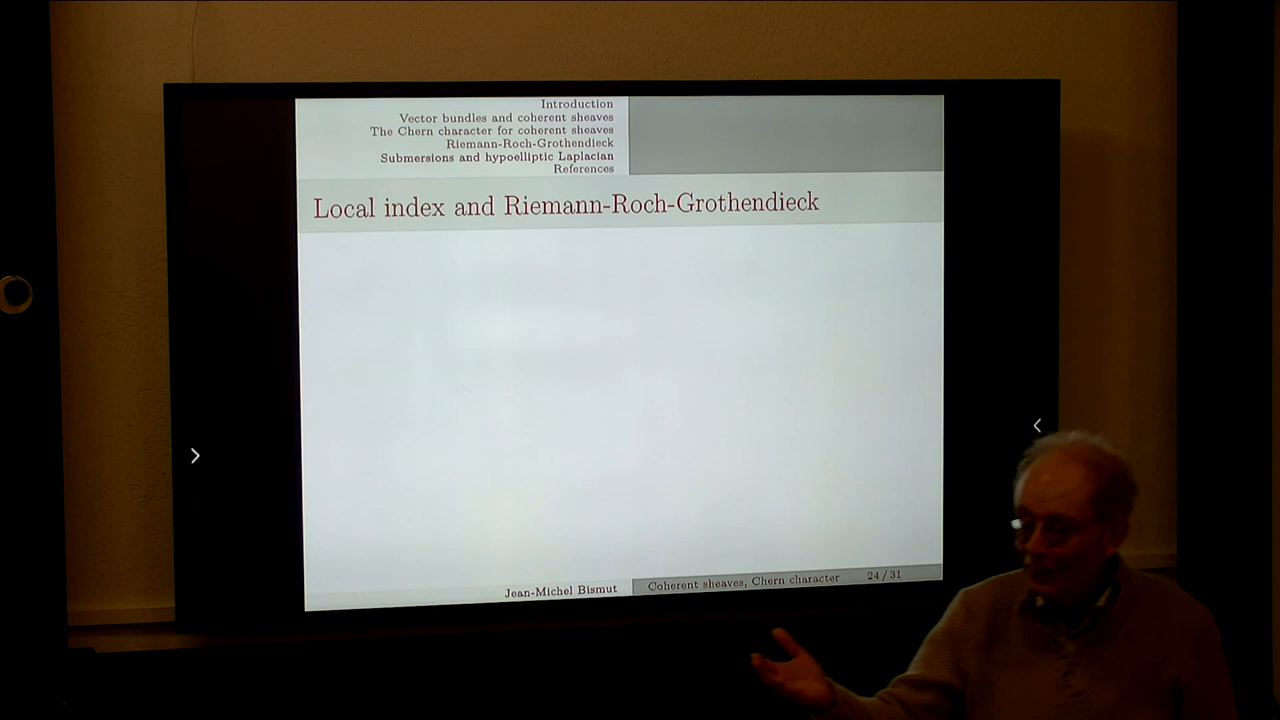 Introduction
Vector bundles and coherent sheaves
The Chern character for coherent sheaves
Riemann-Roch-Grothendieck
Submersions and hypoelliptic Laplacian
References
Local index and Riemann-Roch-Grothendieck
Jean-Michel Bismut
Coherent sheaves, Chern character
24 / 31